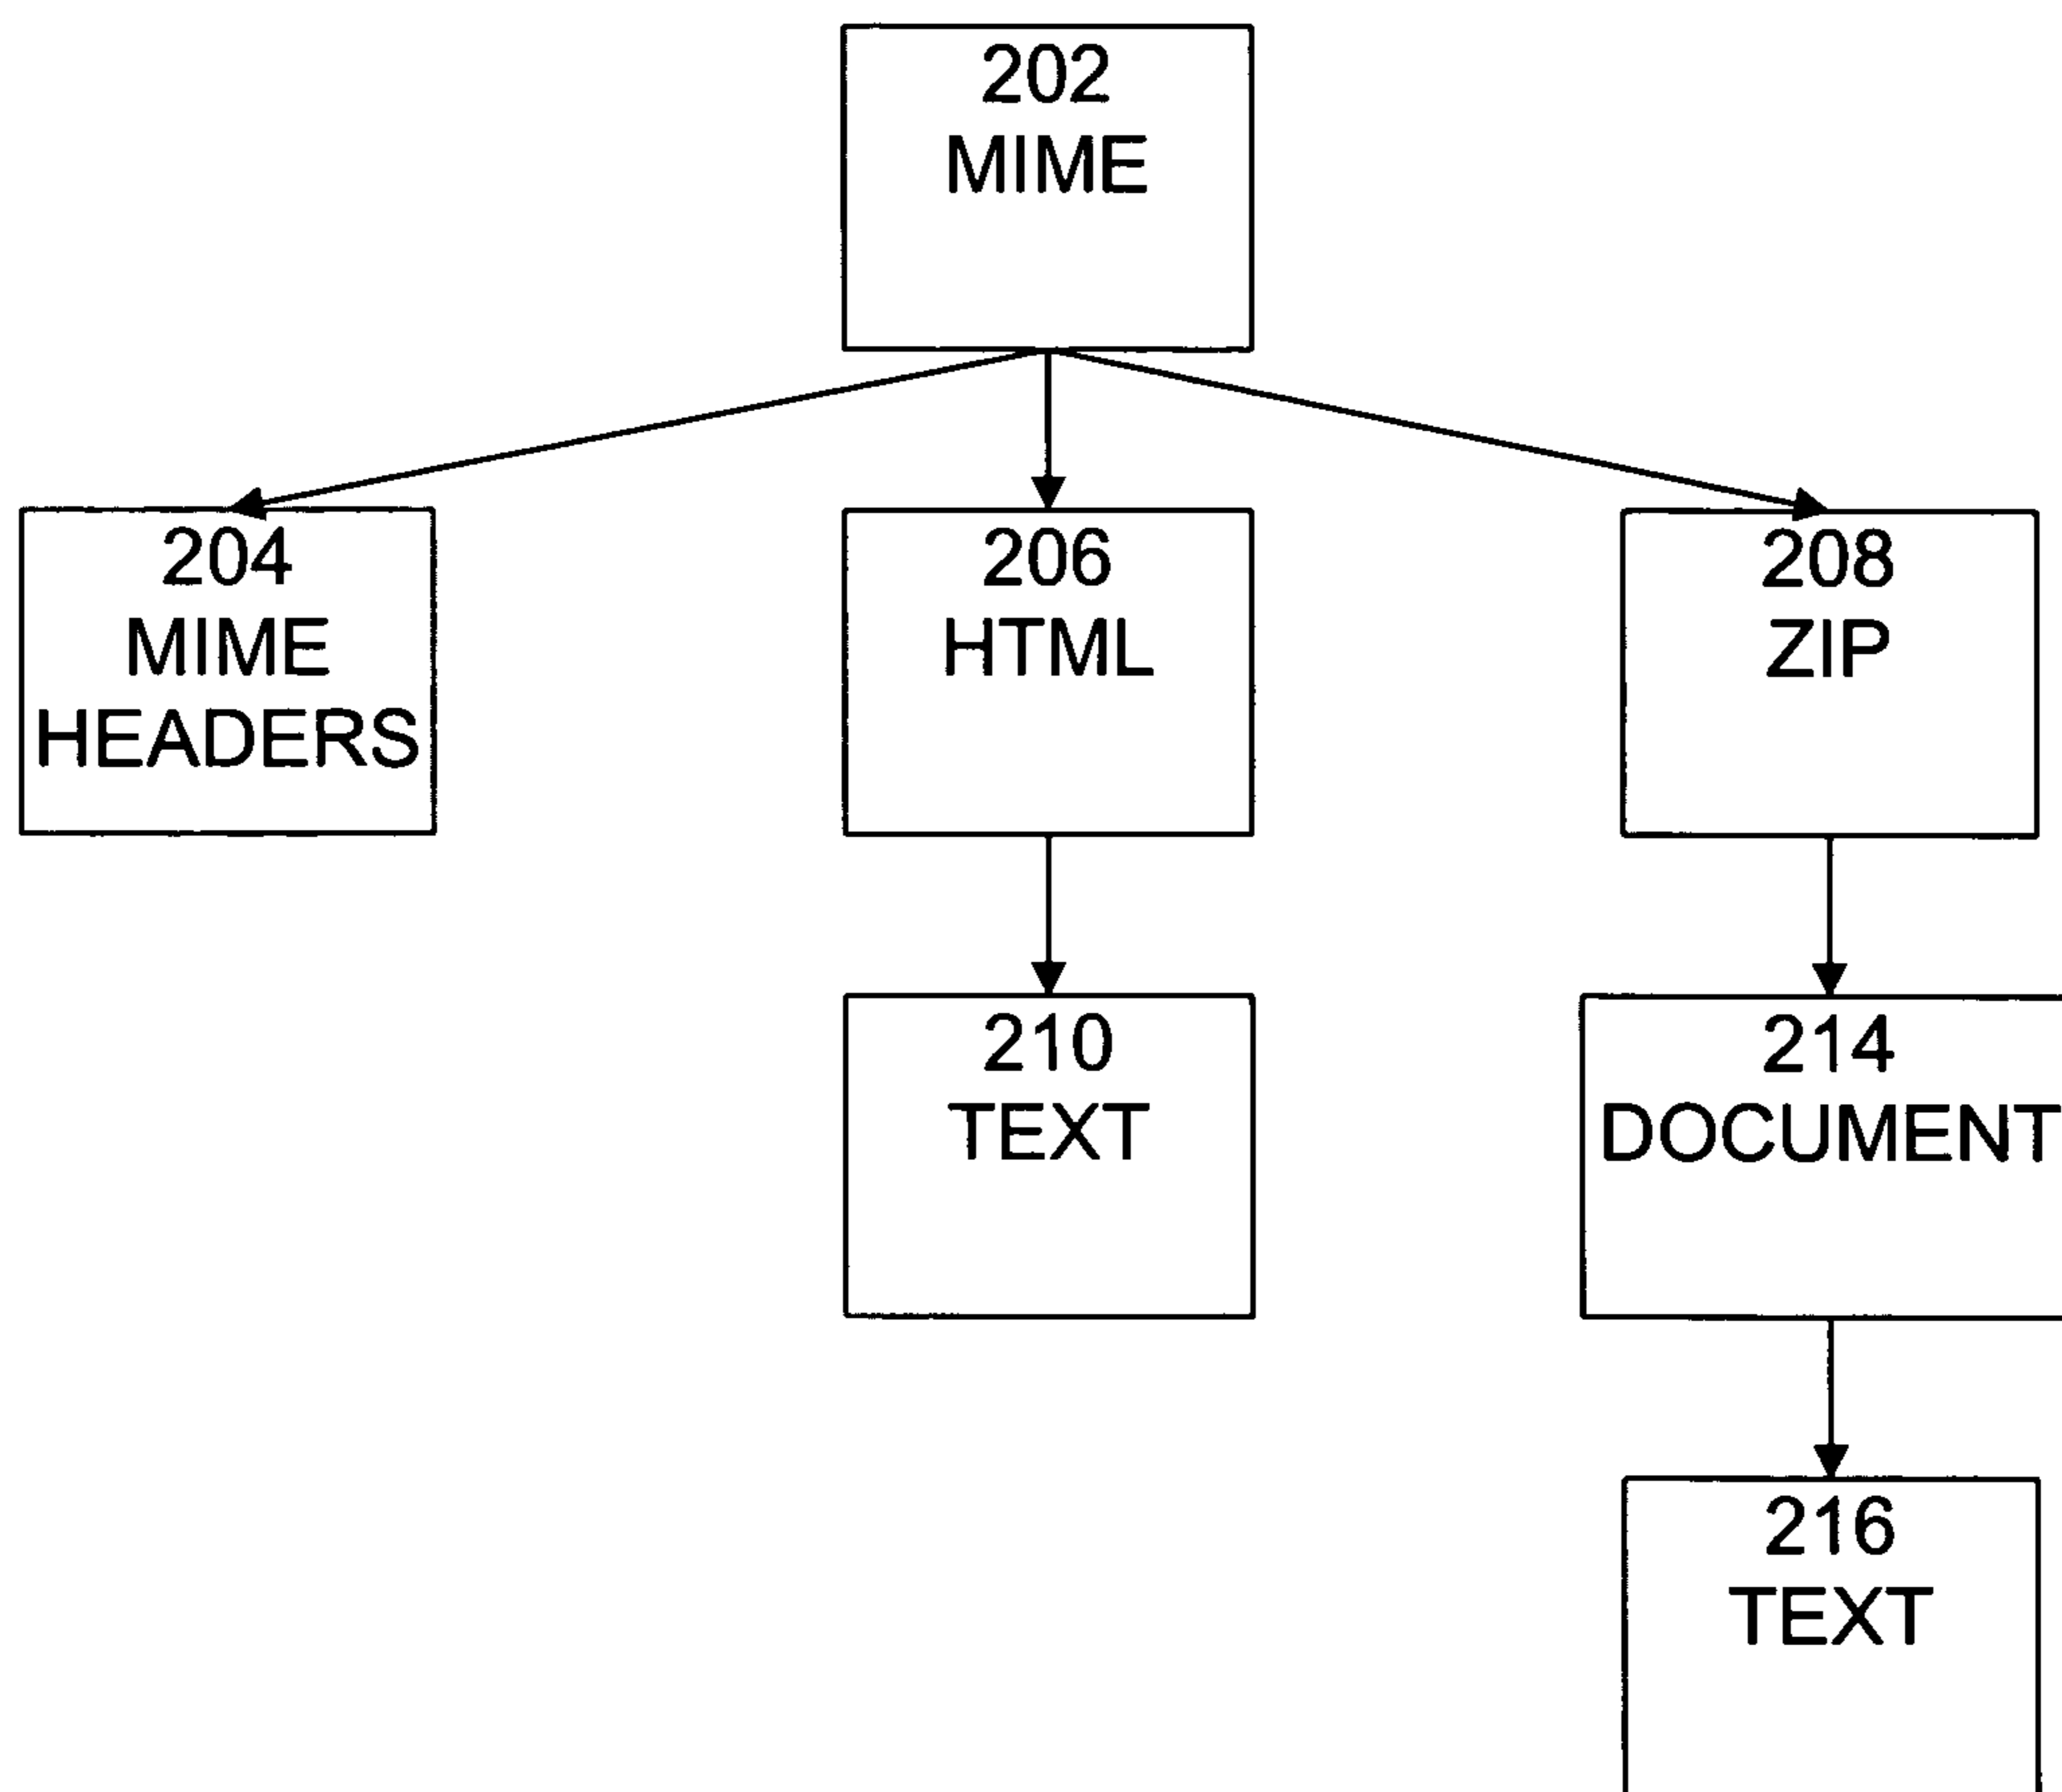 202
MIME
204
MIME
HEADERS
206
HTML
208
ZIP
210
TEXT
214
DOCUMENT
216
TEXT